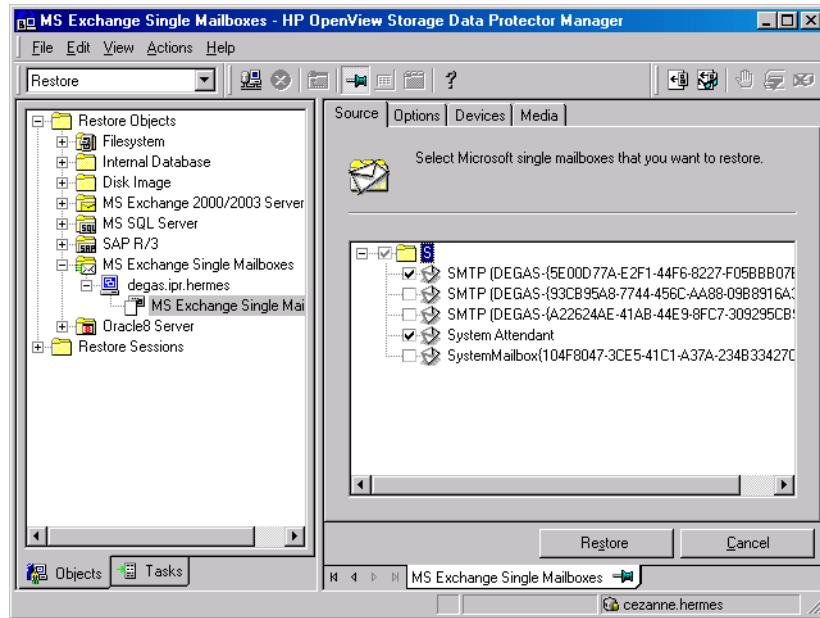 MS Exchange Single Mailboxes - HP OpenView Storage Data Protector Manager
File Edit View Actions Help
Restore
Restore Objects
Filesystem
Internal Database
Disk Image
MS Exchange 2000/2003 Server
MS SQL Server
SAP R/3
MS Exchange Single Mailboxes
degas.ipr.hermes
MS Exchange Single Mai
Oracle8 Server
Restore Sessions
Objects Tasks
Source Options Devices Media
Select Microsoft single mailboxes that you want to restore.
S
SMTP (DEGAS-{5E00D77A-E2F1-44F6-8227-F05BBB07E
SMTP (DEGAS-{93CB95A8-7744-456C-AA88-09B8916A
SMTP (DEGAS-{A22624AE-41AB-44E9-8FC7-309295CB
System Attendant
SystemMailbox{104F8047-3CE5-41C1-A37A-234B33427C
Restore Cancel
MS Exchange Single Mailboxes
cezanne.hermes